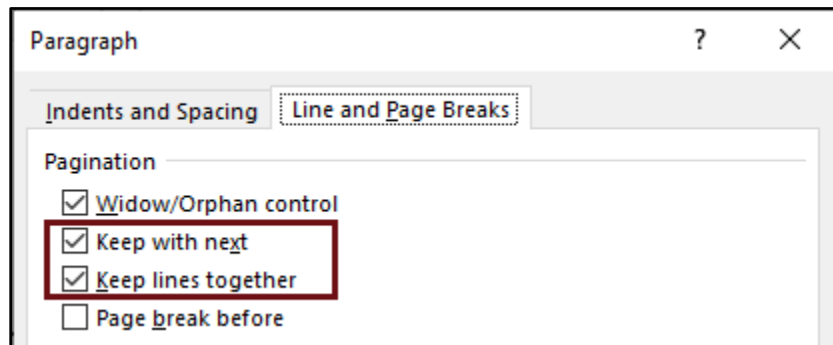 Paragraph ?
Indents and Spacing Line and Page Breaks
Pagination
Widow/Orphan control
Keep with next
Keep lines together
Page break before